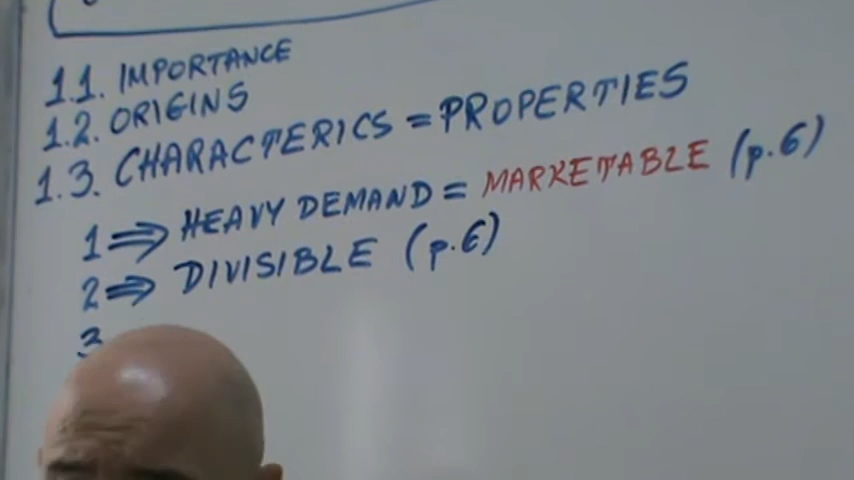 1.1. IMPORTANCE
1.2. ORIGINS
1.3. CHARACTERICS = PROPERTIES
1 ⇒ HEAVY DEMAND = MARKETABLE (p.6)
2 ⇒ DIVISIBLE (p.6)
3